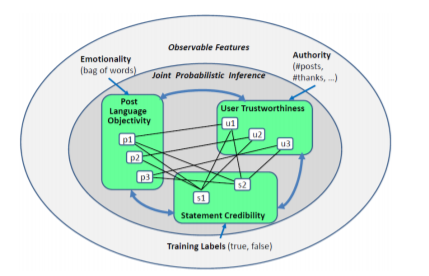 Observable Features
Emotionality
(bag of words)
Authority
(#posts,
#thanks, ...)
Joint Probabilistic Inference
Post
Language
Objectivity
User Trustworthiness
p1
p2
p3
u1
u2
u3
s1
s2
Statement Credibility
Training Labels (true, false)